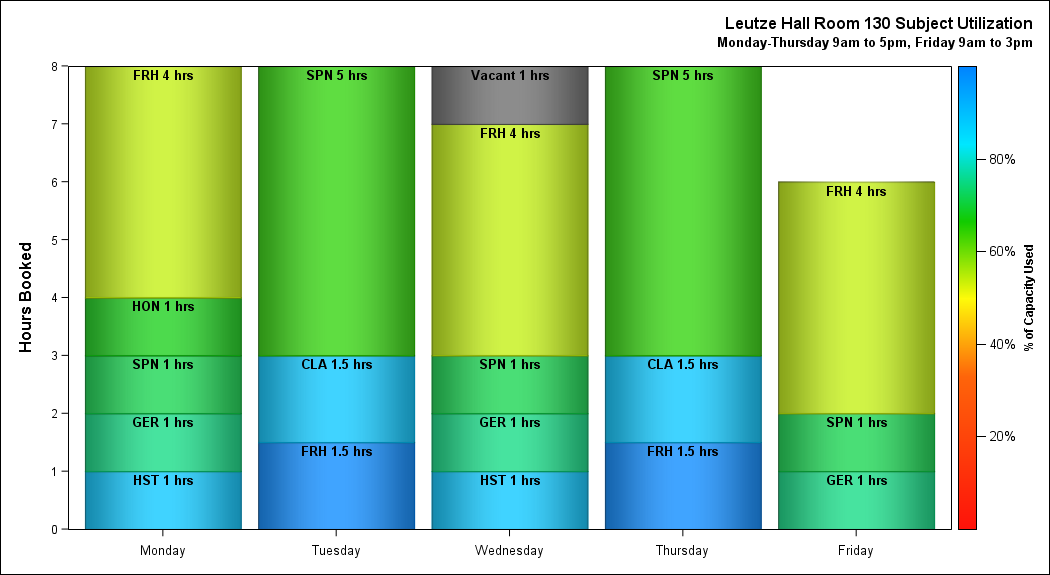 Leutze Hall Room 130 Subject Utilization
Monday-Thursday 9am to 5pm, Friday 9am to 3pm
Hours Booked
8
7
6
5
4
3
2
1
0
FRH 4 hrs
HON 1 hrs
SPN 1 hrs
GER 1 hrs
HST 1 hrs
SPN 5 hrs
CLA 1.5 hrs
FRH 1.5 hrs
Vacant 1 hrs
FRH 4 hrs
SPN 1 hrs
GER 1 hrs
HST 1 hrs
SPN 5 hrs
CLA 1.5 hrs
FRH 1.5 hrs
FRH 4 hrs
SPN 1 hrs
GER 1 hrs
Monday
Tuesday
Wednesday
Thursday
Friday
80%
60%
40%
20%
% of Capacity Used